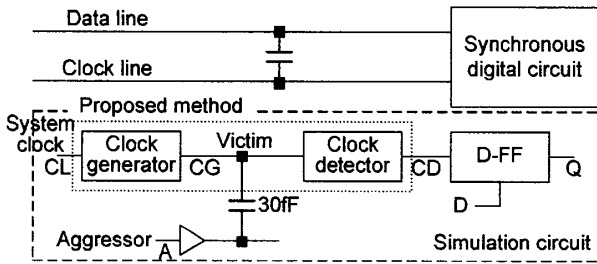 Data line
Clock line
Synchronous
digital circuit
Proposed method
System
clock
CL
Clock
generator
CG
Victim
Clock
detector
CD
D-FF
Q
D
30fF
Aggressor
A
Simulation circuit